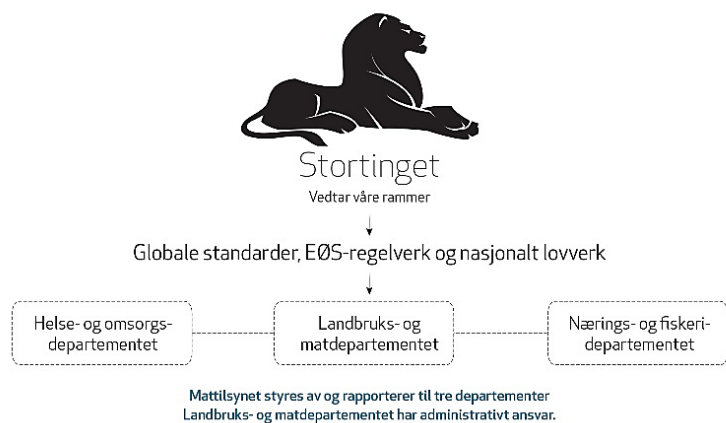 Stortinget
Vedtar våre rammer
Globale standarder, EØS-regelverk og nasjonalt lovverk
Helse- og omsorgs-
departementet
Landbruks- og
matdepartementet
Nærings- og fiskeri-
departementet
Mattilsynet styres av og rapporterer til tre departementer
Landbruks- og matdepartementet har administrativt ansvar.